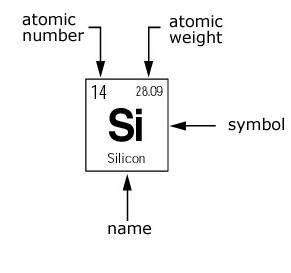 atomic number
atomic weight
14
28.09
Si
Silicon
symbol
name